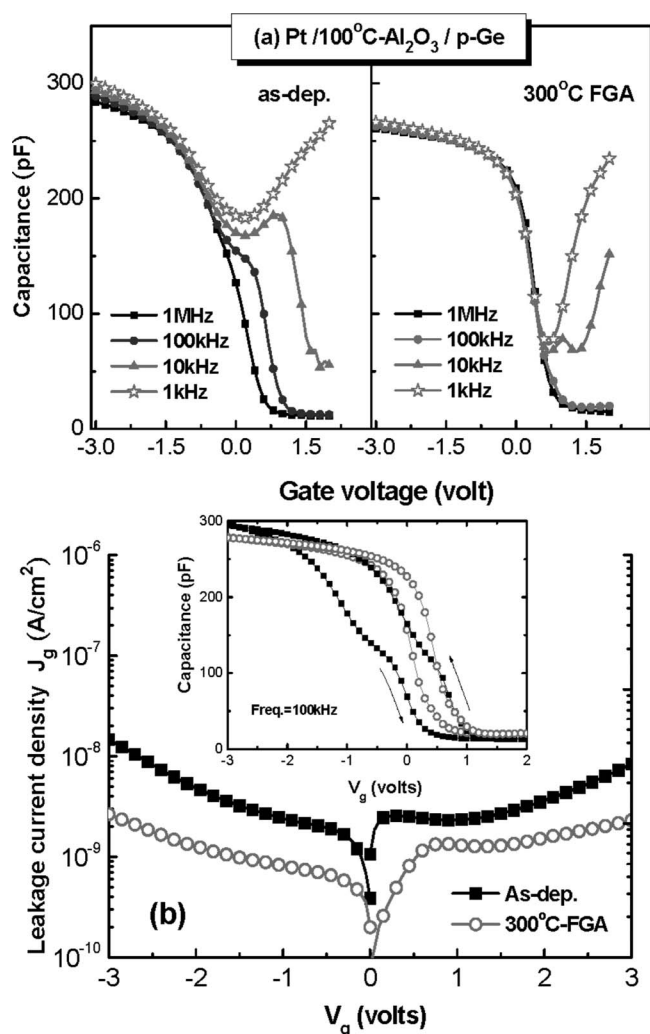 (a) Pt /100°C-Al2O3 / p-Ge
as-dep.
300°C FGA
Capacitance (pF)
300
200
100
0
1MHz
100kHz
10kHz
1kHz
1MHz
100kHz
10kHz
1kHz
-3.0 -1.5 0.0 1.5 -3.0 -1.5 0.0 1.5
Gate voltage (volt)
Leakage current density Jg (A/cm2)
10-6
10-7
10-8
10-9
10-10
Capacitance (pF)
300
200
100
0
Freq.=100kHz
-3 -2 -1 0 1 2
Vg (volts)
(b)
As-dep.
300°C-FGA
-3 -2 -1 0 1 2 3
Vg (volts)